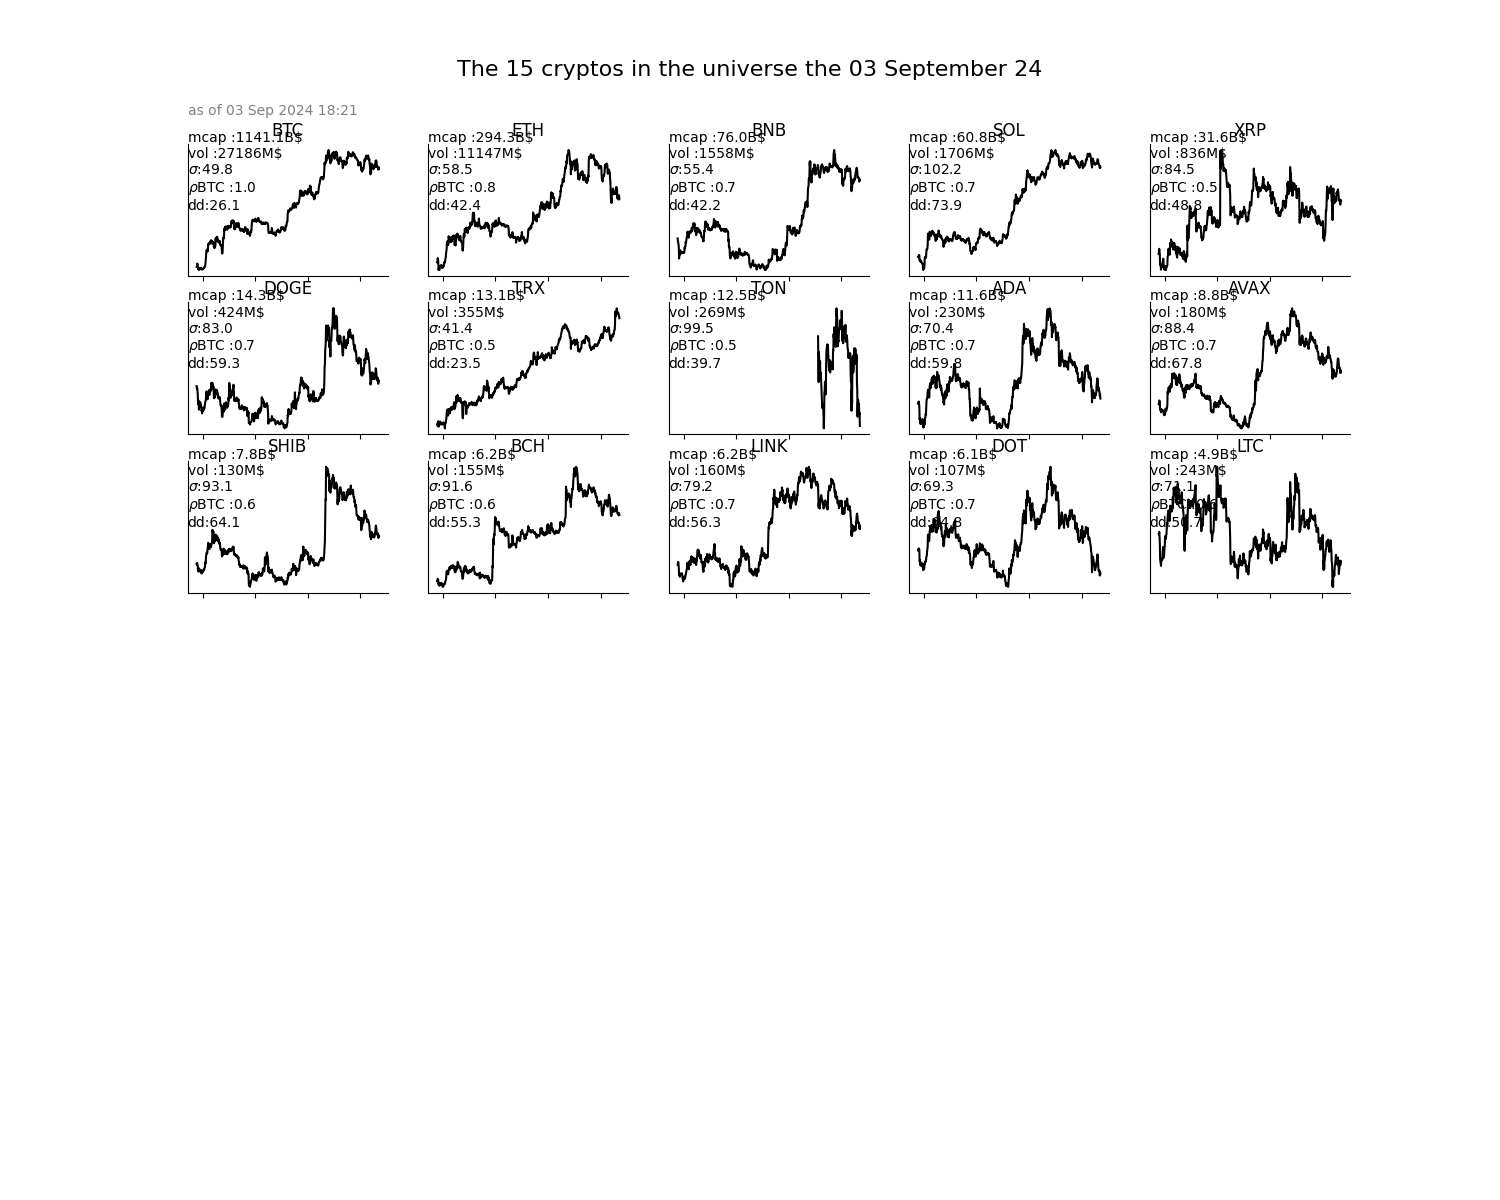 The 15 cryptos in the universe the 03 September 24
as of 03 Sep 2024 18:21
BTC
mcap :1141.1B$
vol :27186M$
σ:49.8
ρBTC :1.0
dd:26.1
ETH
mcap :294.3B$
vol :11147M$
σ:58.5
ρBTC :0.8
dd:42.4
BNB
mcap :76.0B$
vol :1558M$
σ:55.4
ρBTC :0.7
dd:42.2
SOL
mcap :60.8B$
vol :1706M$
σ:102.2
ρBTC :0.7
dd:73.9
XRP
mcap :31.6B$
vol :836M$
σ:84.5
ρBTC :0.5
dd:48.8
DOGE
mcap :14.3B$
vol :424M$
σ:83.0
ρBTC :0.7
dd:59.3
TRX
mcap :13.1B$
vol :355M$
σ:41.4
ρBTC :0.5
dd:23.5
TON
mcap :12.5B$
vol :269M$
σ:99.5
ρBTC :0.5
dd:39.7
ADA
mcap :11.6B$
vol :230M$
σ:70.4
ρBTC :0.7
dd:59.8
AVAX
mcap :8.8B$
vol :180M$
σ:88.4
ρBTC :0.7
dd:67.8
SHIB
mcap :7.8B$
vol :130M$
σ:93.1
ρBTC :0.6
dd:64.1
BCH
mcap :6.2B$
vol :155M$
σ:91.6
ρBTC :0.6
dd:55.3
LINK
mcap :6.2B$
vol :160M$
σ:79.2
ρBTC :0.7
dd:56.3
DOT
mcap :6.1B$
vol :107M$
σ:69.3
ρBTC :0.7
LTC
mcap :4.9B$
vol :243M$
σ:71.1